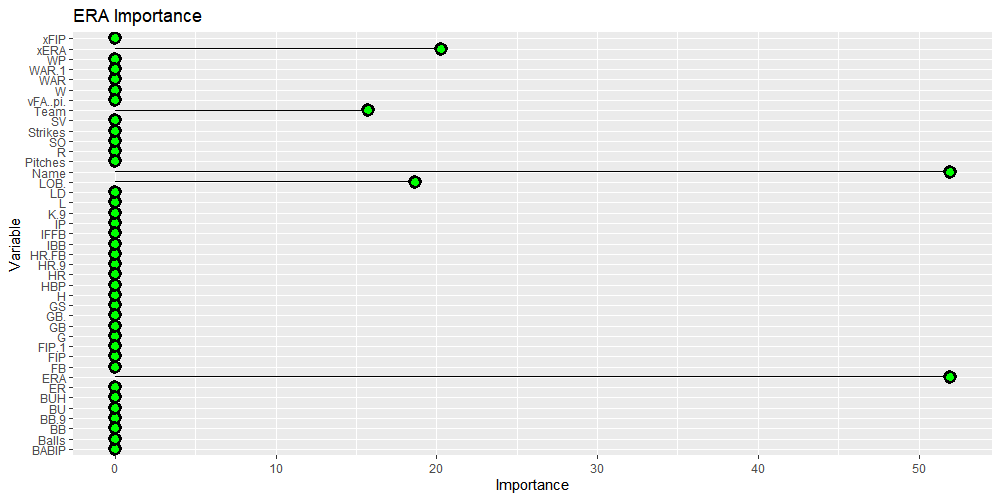 ERA Importance
Variable
xFIP
xERA
WP
WAR.1
WAR
W
vFA..pi.
Team
SV
Strikes
SO
R
Pitches
Name
LOB.
LD
L
K.9
IP
IFFB
IBB
HR.FB
HR.9
HR
HBP
H
GS
GB.
GB
G
FIP.1
FIP
FB
ERA
ER
BUH
BU
BB.9
BB
Balls
BABIP
0 10 20 30 40 50
Importance